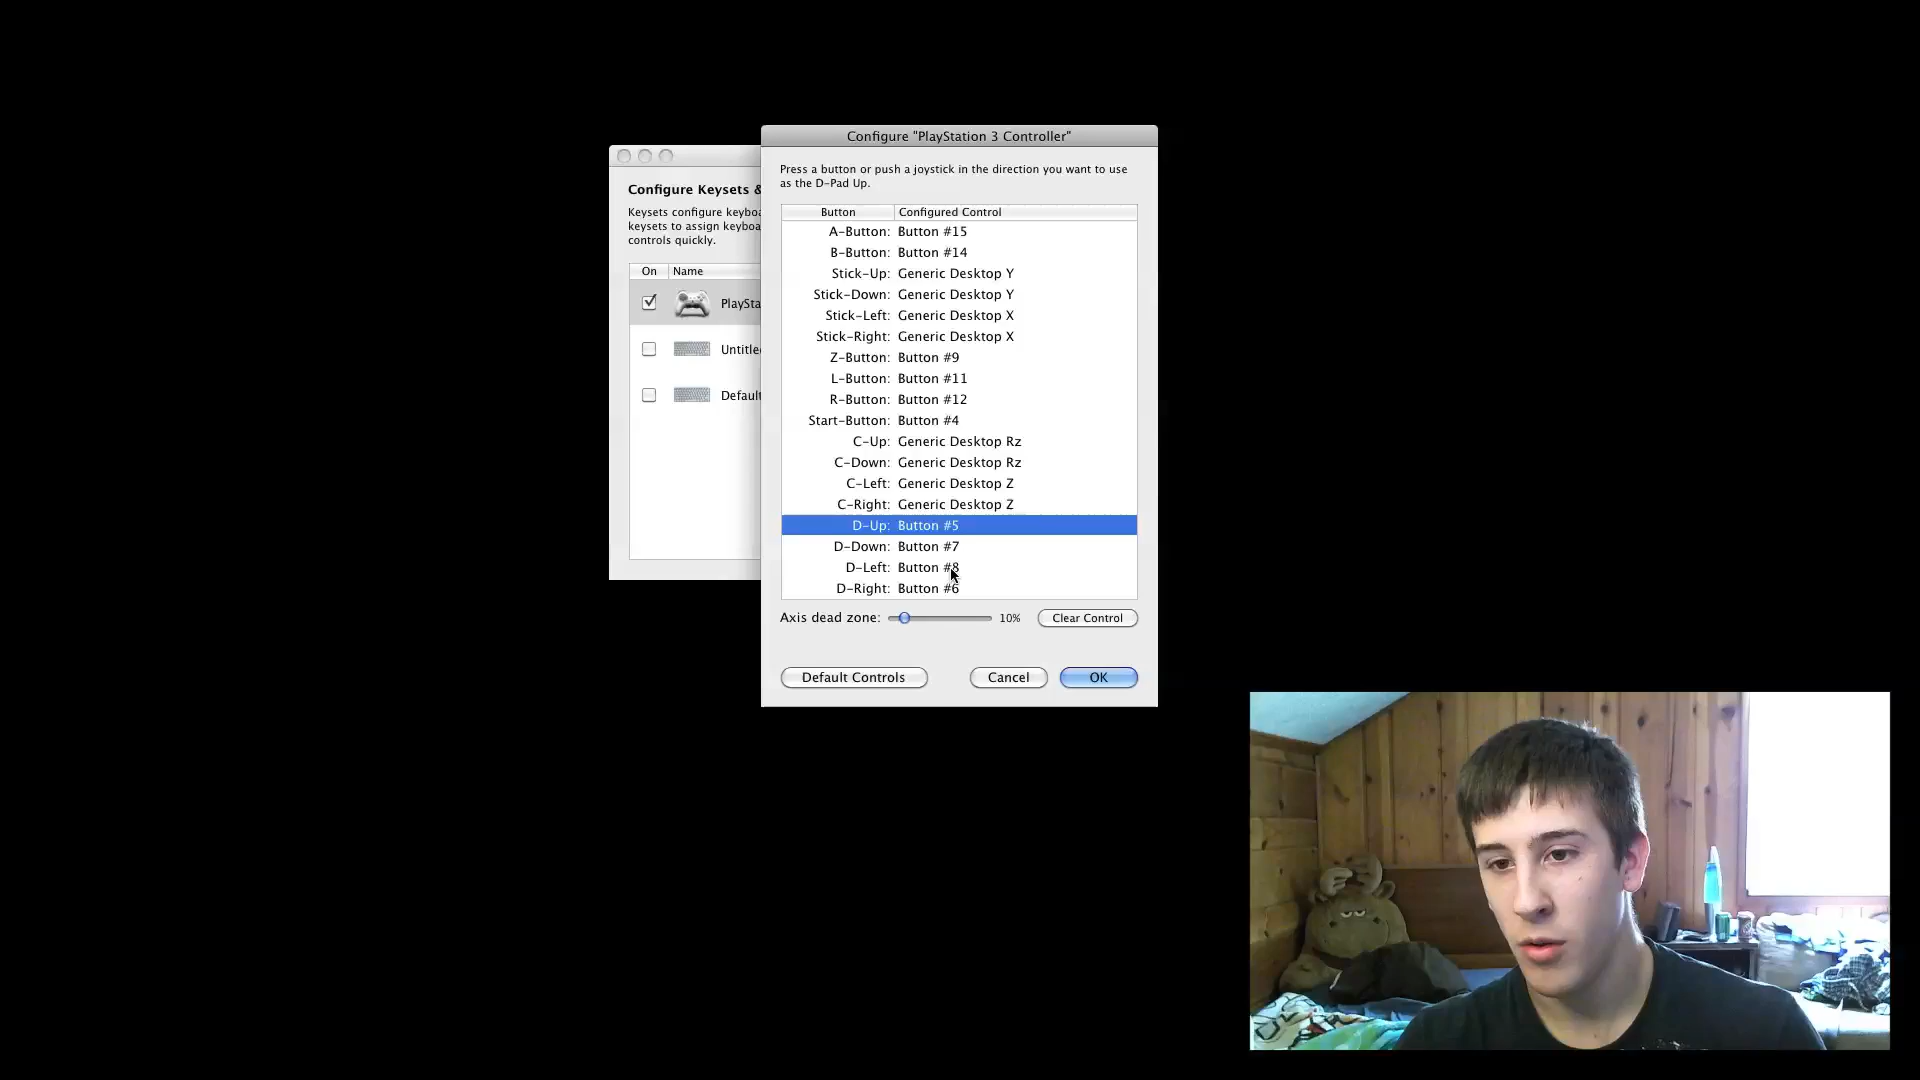 Configure "PlayStation 3 Controller"
Press a button or push a joystick in the direction you want to use
as the D-Pad Up.
Button Configured Control
A-Button: Button #15
B-Button: Button #14
Stick-Up: Generic Desktop Y
Stick-Down: Generic Desktop Y
Stick-Left: Generic Desktop X
Stick-Right: Generic Desktop X
Z-Button: Button #9
L-Button: Button #11
R-Button: Button #12
Start-Button: Button #4
C-Up: Generic Desktop Rz
C-Down: Generic Desktop Rz
C-Left: Generic Desktop Z
C-Right: Generic Desktop Z
D-Up: Button #5
D-Down: Button #7
D-Left: Button #8
D-Right: Button #6
Axis dead zone: 10% Clear Control
Default Controls Cancel OK
Configure Keysets &
Keysets configure keyboa
keysets to assign keyboa
controls quickly.
On Name
PlaySta
Untitle
Default